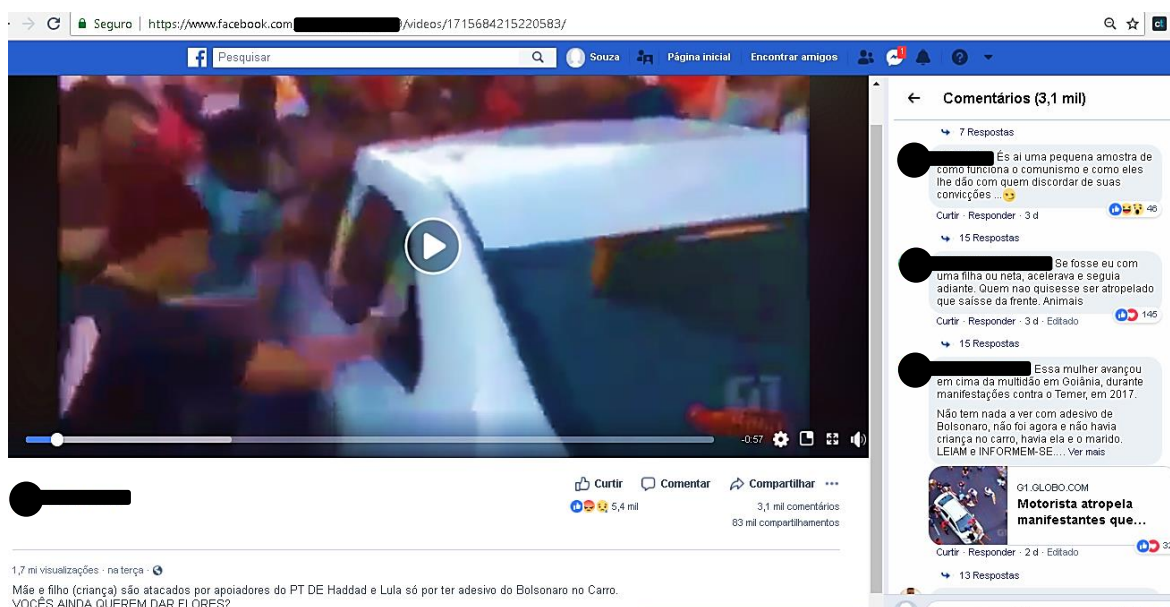 Seguro | https://www.facebook.com /videos/1715684215220583/
Pesquisar
Souza
Página inicial
Encontrar amigos
1
Comentários (3,1 mil)
7 Respostas
És ai uma pequena amostra de
como funciona o comunismo e como eles
lhe dão com quem discordar de suas
convicções ...
46
Curtir · Responder · 3 d
15 Respostas
Se fosse eu com
uma filha ou neta, acelerava e seguia
adiante. Quem nao quisesse ser atropelado
que saísse da frente. Animais
145
Curtir · Responder · 3 d · Editado
15 Respostas
Essa mulher avançou
em cima da multidão em Goiânia, durante
manifestações contra o Temer, em 2017.
Não tem nada a ver com adesivo de
Bolsonaro, não foi agora e não havia
criança no carro, havia ela e o marido.
LEIAM e INFORMEM-SE.... Ver mais
G1.GLOBO.COM
Motorista atropela
manifestantes que...
Curtir · Responder · 2 d · Editado
13 Respostas
G1
-0:57
Curtir
Comentar
Compartilhar
5,4 mil
3,1 mil comentários
83 mil compartilhamentos
1,7 mi visualizações · na terça ·
Mãe e filho (criança) são atacados por apoiadores do PT DE Haddad e Lula só por ter adesivo do Bolsonaro no Carro.
VOCÊS AINDA QUEREM DAR FLORES?